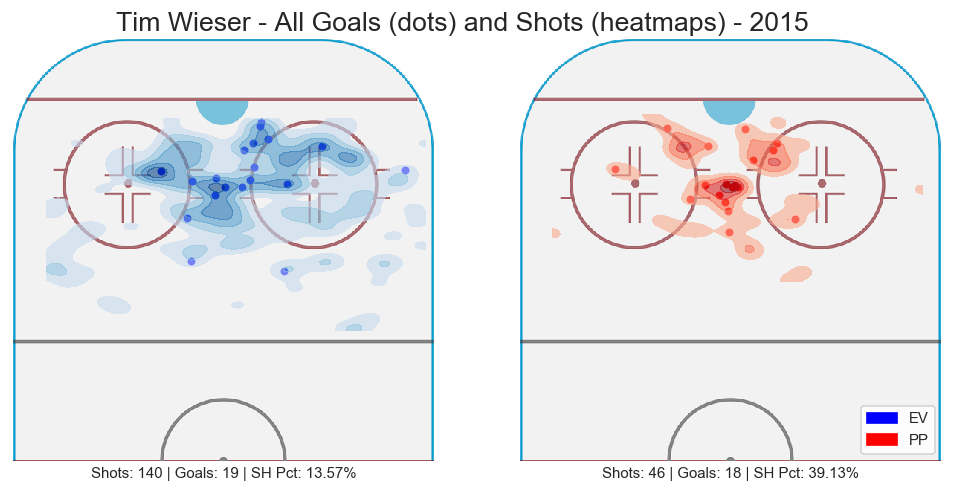 Tim Wieser - All Goals (dots) and Shots (heatmaps) - 2015
EV
PP
Shots: 140 | Goals: 19 | SH Pct: 13.57%
Shots: 46 | Goals: 18 | SH Pct: 39.13%